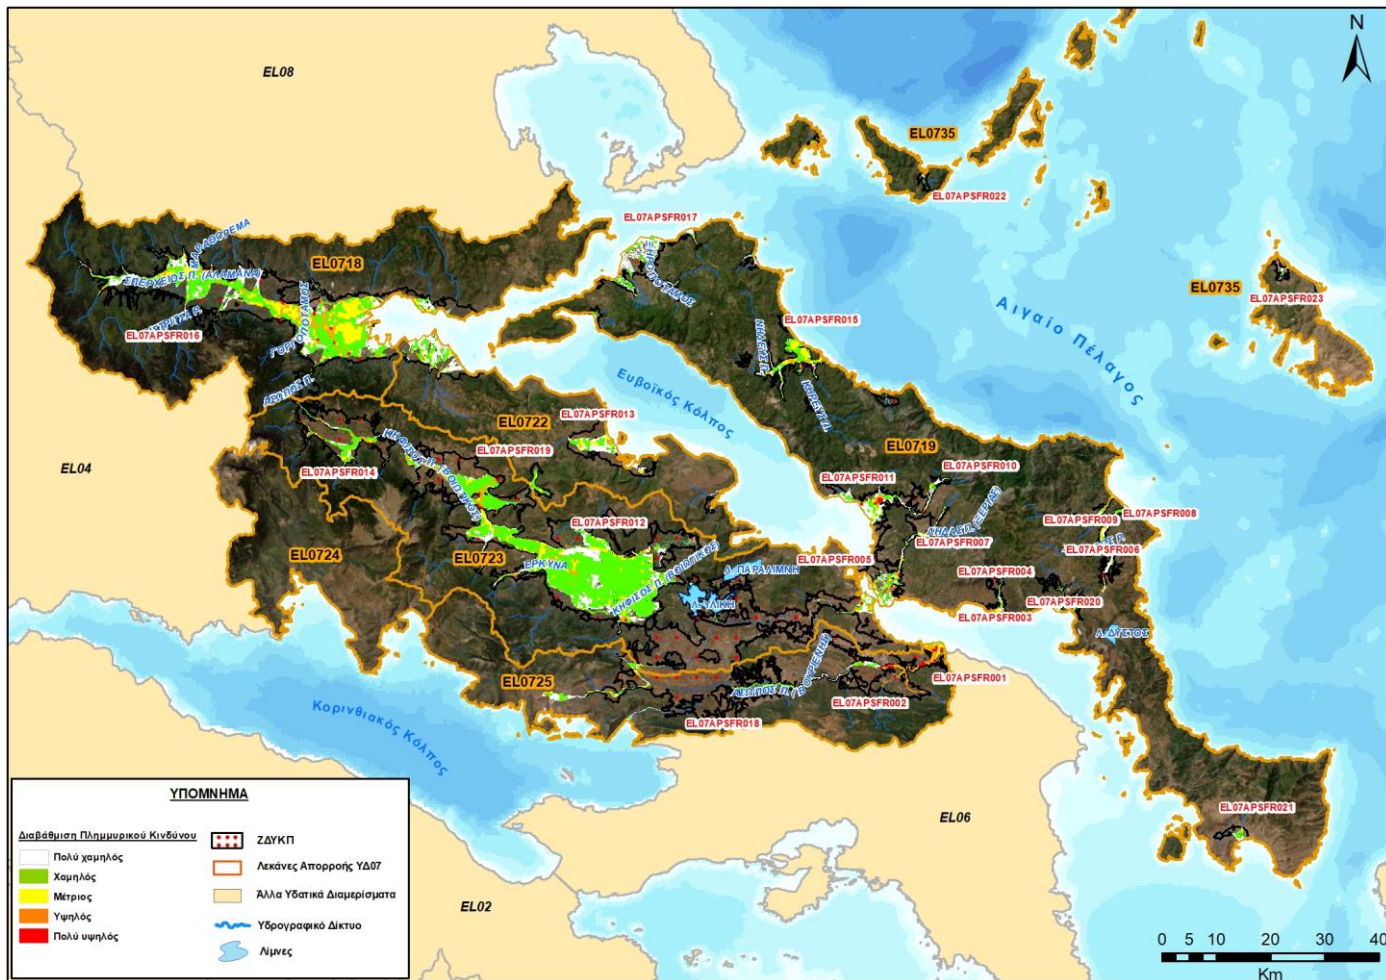 N
EL08
EL0735
EL07APSFR022
EL07APSFR017
EL0718
ΣΠΕΡΧΕΙΟΣ Π. (ΑΛΑΜΑΝΑ)
EL0735
EL07APSFR023
Αιγαίο Πέλαγος
EL07APSFR015
EL07APSFR016
ΓΟΡΓΟΠΟΤΑΜΟΣ
ΑΣΩΠΟΣ Π.
Ευβοϊκός Κόλπος
EL0722
EL07APSFR013
EL07APSFR019
EL0719
EL07APSFR014
EL04
EL07APSFR011
EL07APSFR010
EL07APSFR012
EL07APSFR009
EL07APSFR008
EL07APSFR007
EL07APSFR006
EL0724
EL0723
ΕΡΚΥΝΑ
ΚΗΦΙΣΟΣ Π. (ΒΟΙΩΤΙΚΟΣ)
Λ. ΠΑΡΑΛΙΜΝΗ
Λ. ΥΛΙΚΗ
EL07APSFR005
EL07APSFR004
EL07APSFR020
EL07APSFR003
Λ. ΔΥΣΤΟΣ
EL0725
EL07APSFR001
EL07APSFR002
EL07APSFR018
Κορινθιακός Κόλπος
EL06
EL07APSFR021
EL02
ΥΠΟΜΝΗΜΑ
Διαβάθμιση Πλημμυρικού Κινδύνου
Πολύ χαμηλός
Χαμηλός
Μέτριος
Υψηλός
Πολύ υψηλός
ΖΔΥΚΠ
Λεκάνες Απορροής ΥΔ07
Άλλα Υδατικά Διαμερίσματα
Υδρογραφικό Δίκτυο
Λίμνες
0 5 10 20 30 40
Km